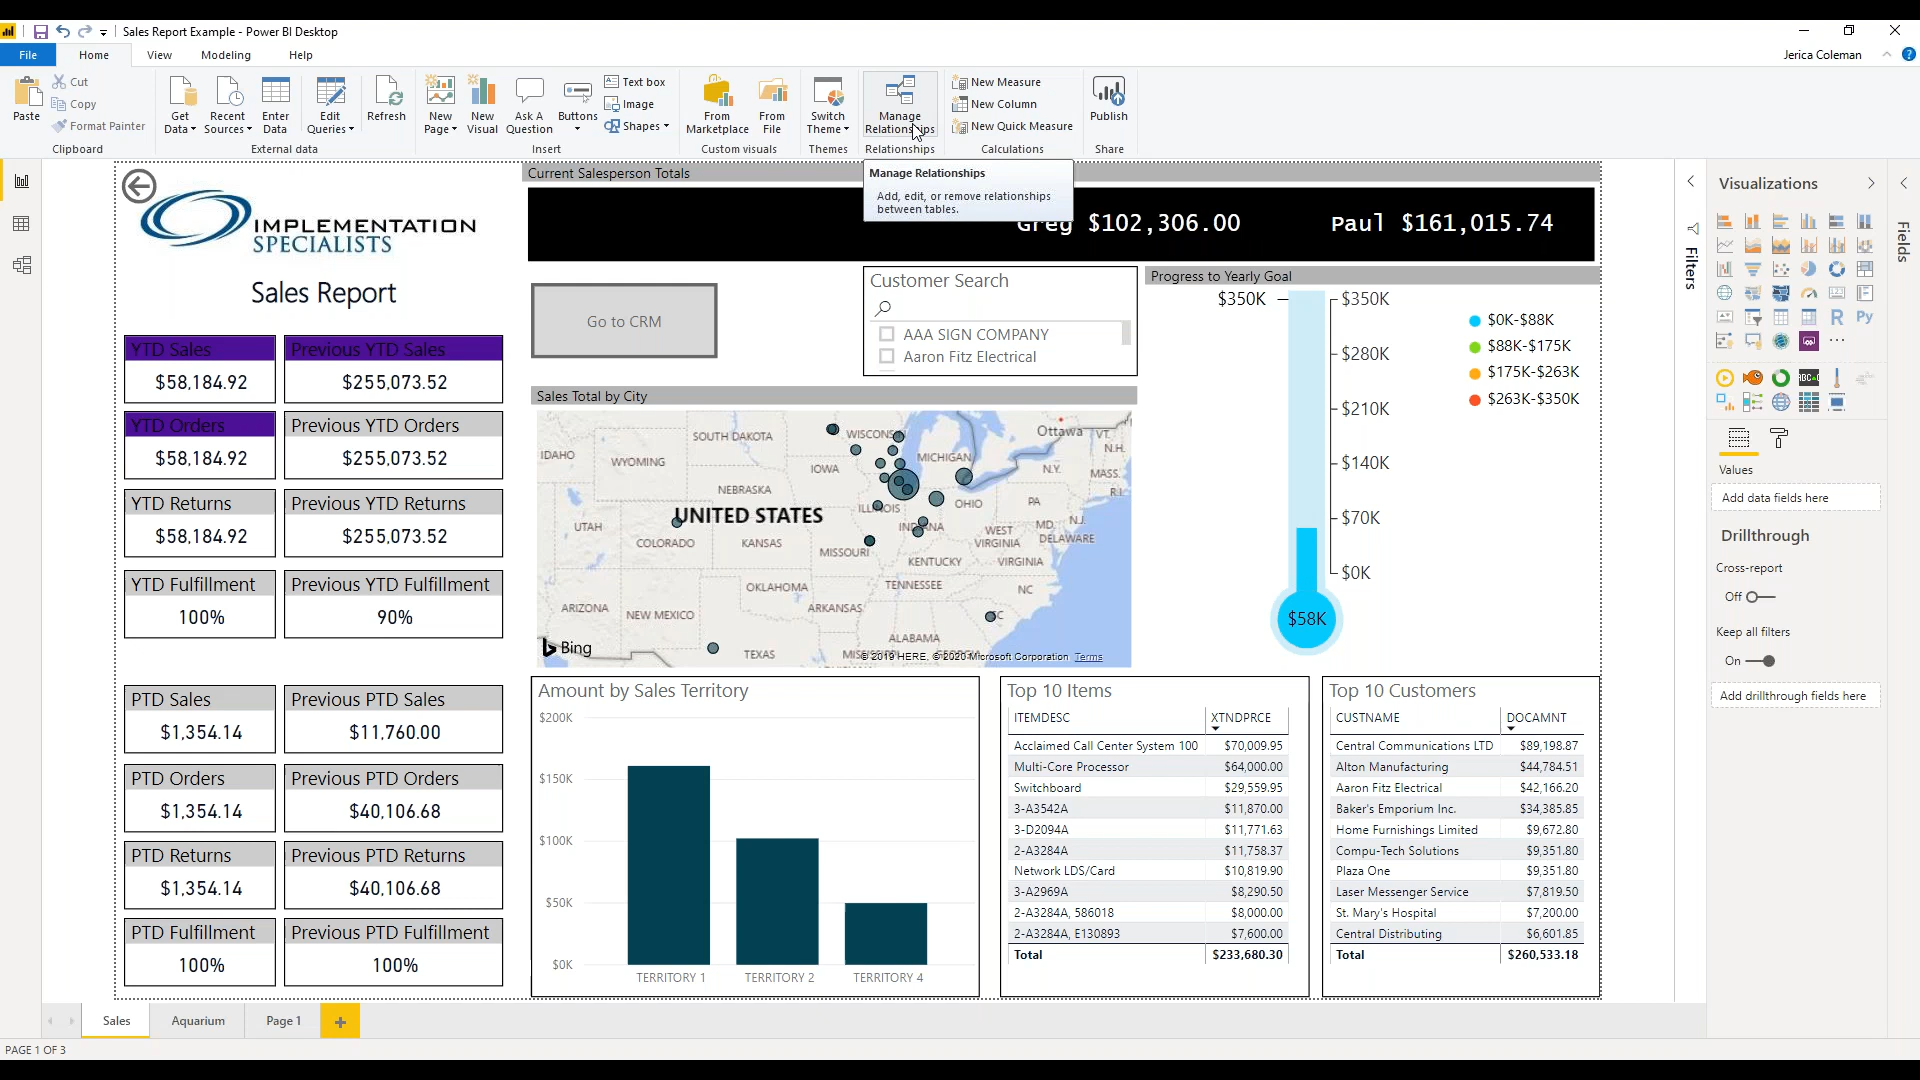 Sales Report Example - Power BI Desktop
File Home View Modeling Help
Jerica Coleman
Paste
Cut
Copy
Format Painter
Clipboard
Get Data
Recent Sources
Enter Data
Edit Queries
Refresh
External data
New Page
New Visual
Ask A Question
Buttons
Text box
Image
Shapes
Insert
From Marketplace
From File
Custom visuals
Switch Theme
Themes
Manage Relationships
Relationships
New Measure
New Column
New Quick Measure
Calculations
Publish
Share
Manage Relationships
Add, edit, or remove relationships
between tables.
IMPLEMENTATION
SPECIALISTS
Sales Report
Current Salesperson Totals
Greg $102,306.00 Paul $161,015.74
Go to CRM
Customer Search
AAA SIGN COMPANY
Aaron Fitz Electrical
YTD Sales
$58,184.92
Previous YTD Sales
$255,073.52
YTD Orders
$58,184.92
Previous YTD Orders
$255,073.52
YTD Returns
$58,184.92
Previous YTD Returns
$255,073.52
YTD Fulfillment
100%
Previous YTD Fulfillment
90%
PTD Sales
$1,354.14
Previous PTD Sales
$11,760.00
PTD Orders
$1,354.14
Previous PTD Orders
$40,106.68
PTD Returns
$1,354.14
Previous PTD Returns
$40,106.68
PTD Fulfillment
100%
Previous PTD Fulfillment
100%
Sales Total by City
Ottawa
VT.
SOUTH DAKOTA
WISCONSIN
N.H.
IDAHO
WYOMING
IOWA
MICHIGAN
N.Y.
MASS.
NEBRASKA
R.I.
ILLINOIS
OHIO
PA
UNITED STATES
UTAH
INDIANA
WEST
VIRGINIA
MD.
N.J.
DELAWARE
COLORADO
KANSAS
MISSOURI
KENTUCKY
VIRGINIA
OKLAHOMA
TENNESSEE
NC
ARIZONA
NEW MEXICO
ARKANSAS
SC
ALABAMA
TEXAS
Bing
© 2019 HERE, © 2020 Microsoft Corporation Terms
Progress to Yearly Goal
$350K
$350K
$280K
$210K
$140K
$70K
$0K
$58K
$0K-$88K
$88K-$175K
$175K-$263K
$263K-$350K
Amount by Sales Territory
$200K
$150K
$100K
$50K
$0K
TERRITORY 1 TERRITORY 2 TERRITORY 4
Top 10 Items
ITEMDESC XTNDPRCE
Acclaimed Call Center System 100 $70,009.95
Multi-Core Processor $64,000.00
Switchboard $29,559.95
3-A3542A $11,870.00
3-D2094A $11,771.63
2-A3284A $11,758.37
Network LDS/Card $10,819.90
3-A2969A $8,290.50
2-A3284A, 586018 $8,000.00
2-A3284A, E130893 $7,600.00
Total $233,680.30
Top 10 Customers
CUSTNAME DOCAMNT
Central Communications LTD $89,198.87
Alton Manufacturing $44,784.51
Aaron Fitz Electrical $42,166.20
Baker's Emporium Inc. $34,385.85
Home Furnishings Limited $9,672.80
Compu-Tech Solutions $9,351.80
Plaza One $9,351.80
Laser Messenger Service $7,819.50
St. Mary's Hospital $7,200.00
Central Distributing $6,601.85
Total $260,533.18
Filters
Visualizations
R Py
ABC
Values
Add data fields here
Drillthrough
Cross-report
Off
Keep all filters
On
Add drillthrough fields here
Fields
Sales Aquarium Page 1
PAGE 1 OF 3